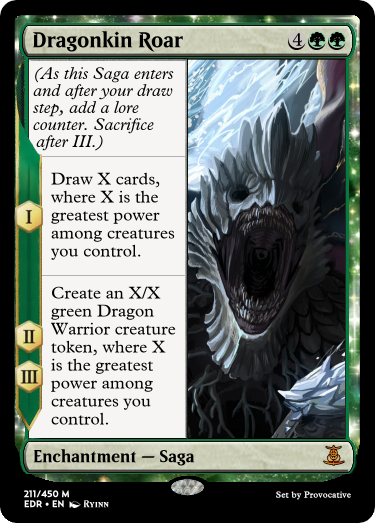 Dragonkin Roar 4
(As this Saga enters
and after your draw
step, add a lore
counter. Sacrifice
after III.)
I
Draw X cards,
where X is the
greatest power
among creatures
you control.
II
III
Create an X/X
green Dragon
Warrior creature
token, where X
is the greatest
power among
creatures you
control.
Enchantment — Saga
211/450 M
EDR • EN Ryinn
Set by Provocative